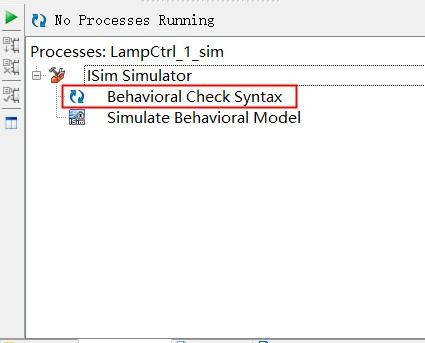 No Processes Running
Processes: LampCtrl_1_sim
ISim Simulator
Behavioral Check Syntax
Simulate Behavioral Model